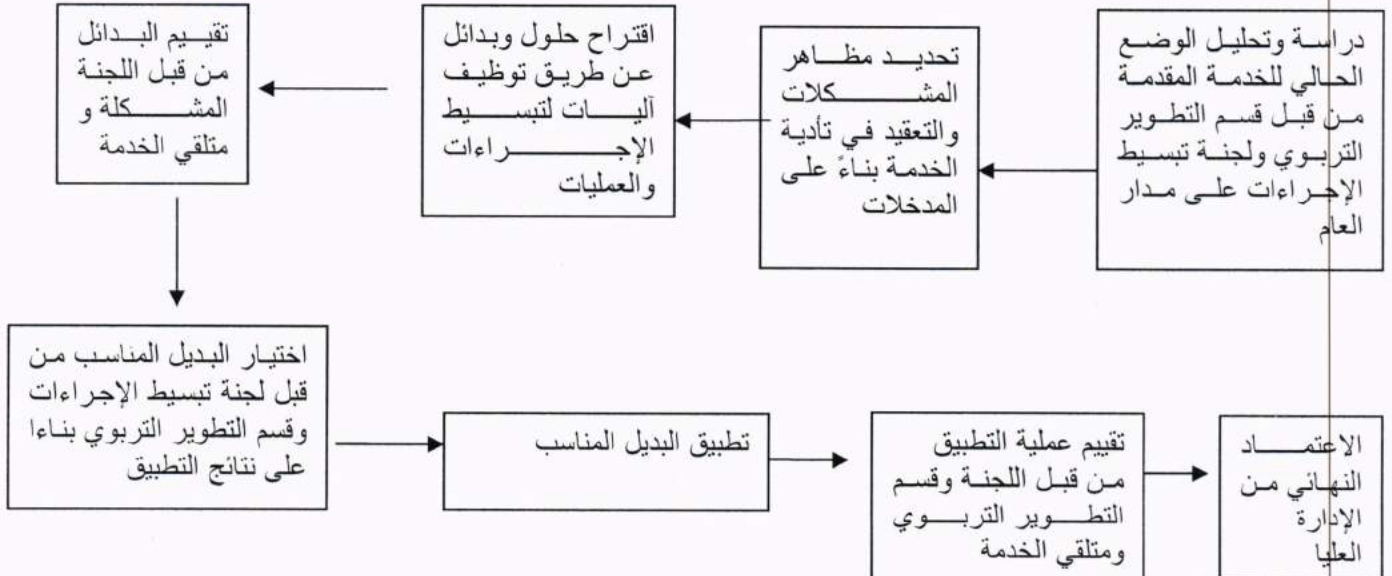 دراسة وتحليل الوضع
الحالي للخدمة المقدمة
من قبل قسم التطوير
التربوي ولجنة تبسيط
الإجراءات على مدار
العام
تحديد مظاهر
المشكلات
والتعقيد في تأدية
الخدمة بناءً على
المدخلات
اقتراح حلول وبدائل
عن طريق توظيف
آليات لتبسيط
الإجراءات
والعمليات
تقييم البدائل
من قبل اللجنة
المشكلة و
متلقي الخدمة
اختيار البديل المناسب من
قبل لجنة تبسيط الإجراءات
وقسم التطوير التربوي بناءا
على نتائج التطبيق
تطبيق البديل المناسب
تقييم عملية التطبيق
من قبل اللجنة وقسم
التطوير التربوي
ومتلقي الخدمة
الاعتماد
النهائي من
الإدارة
العليا